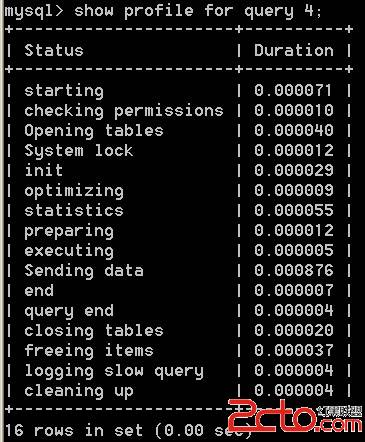 mysql> show profile for query 4;
+----------------------+----------+
| Status               | Duration |
+----------------------+----------+
| starting             | 0.000071 |
| checking permissions | 0.000010 |
| Opening tables       | 0.000040 |
| System lock          | 0.000012 |
| init                 | 0.000029 |
| optimizing           | 0.000009 |
| statistics           | 0.000055 |
| preparing            | 0.000012 |
| executing            | 0.000005 |
| Sending data         | 0.000876 |
| end                  | 0.000007 |
| query end            | 0.000004 |
| closing tables       | 0.000020 |
| freeing items        | 0.000037 |
| logging slow query   | 0.000004 |
| cleaning up          | 0.000004 |
+----------------------+----------+
16 rows in set (0.00 sec)
2cto.com